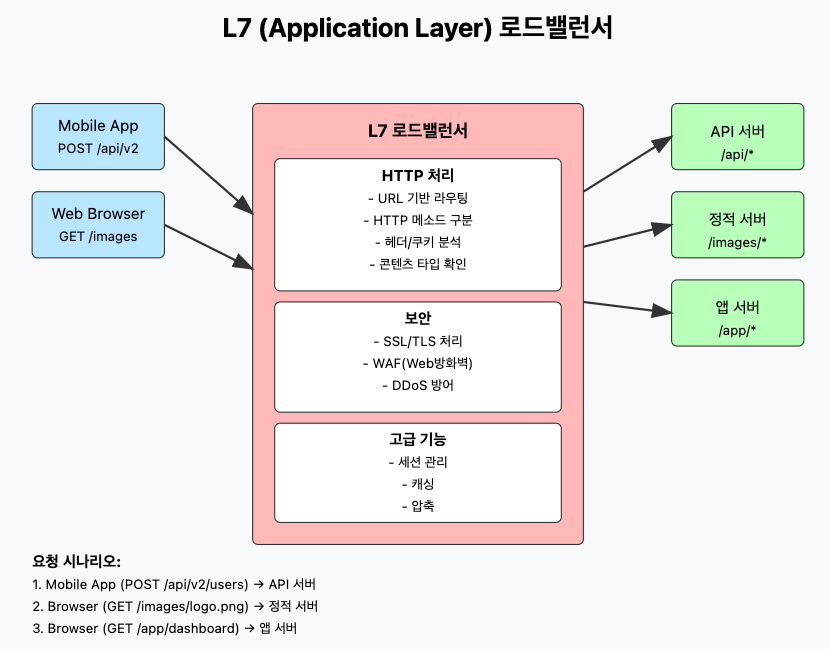 L7 (Application Layer) 로드밸런서
Mobile App
POST /api/v2
Web Browser
GET /images
L7 로드밸런서
HTTP 처리
- URL 기반 라우팅
- HTTP 메소드 구분
- 헤더/쿠키 분석
- 콘텐츠 타입 확인
보안
- SSL/TLS 처리
- WAF(Web방화벽)
- DDoS 방어
고급 기능
- 세션 관리
- 캐싱
- 압축
API 서버
/api/*
정적 서버
/images/*
앱 서버
/app/*
요청 시나리오:
1. Mobile App (POST /api/v2/users) → API 서버
2. Browser (GET /images/logo.png) → 정적 서버
3. Browser (GET /app/dashboard) → 앱 서버